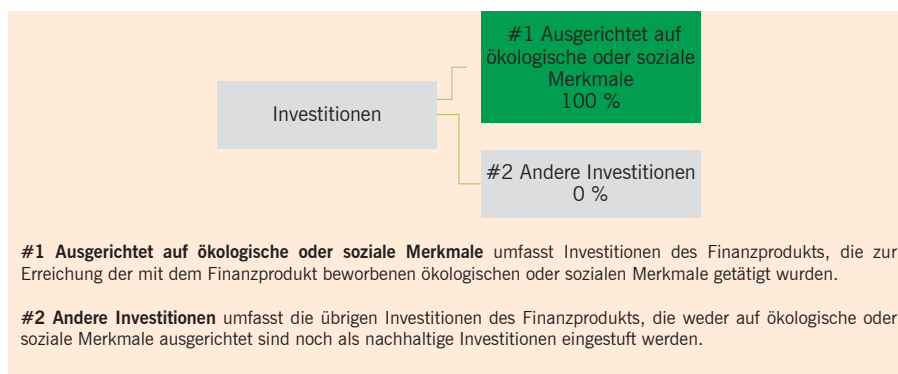 #1 Ausgerichtet auf
ökologische oder soziale
Merkmale
100 %
Investitionen
#2 Andere Investitionen
0 %
#1 Ausgerichtet auf ökologische oder soziale Merkmale umfasst Investitionen des Finanzprodukts, die zur
Erreichung der mit dem Finanzprodukt beworbenen ökologischen oder sozialen Merkmale getätigt wurden.
#2 Andere Investitionen umfasst die übrigen Investitionen des Finanzprodukts, die weder auf ökologische oder
soziale Merkmale ausgerichtet sind noch als nachhaltige Investitionen eingestuft werden.